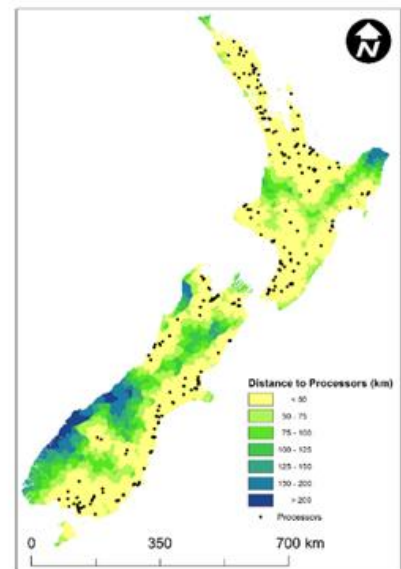 N
Distance to Processors (km)
< 50
50 - 75
75 - 100
100 - 125
125 - 150
150 - 200
> 200
Processors
0 350 700 km